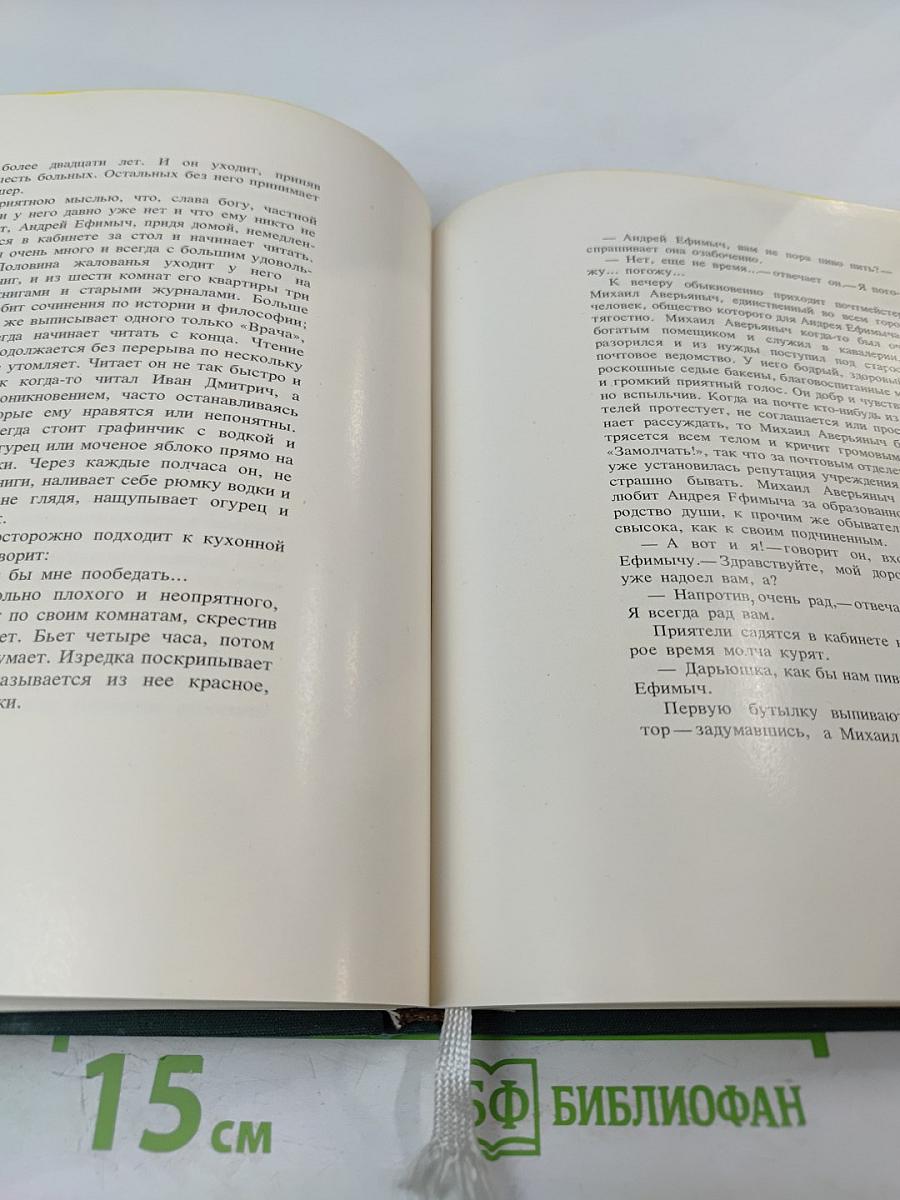 более двадцати лет. И он уходит, приняв
шесть больных. Остальных без него принимает
приятною мыслью, что, слава богу, частной
и у него давно уже нет и что ему никто не
т, Андрей Ефимыч, придя домой, немедлен-
ся в кабинете за стол и начинает читать.
очень много и всегда с большим удоволь-
Половина жалованья уходит у него на
ниг, и из шести комнат его квартиры три
книгами и старыми журналами. Больше
бит сочинения по истории и философии;
же выписывает одного только «Врача»,
гда начинает читать с конца. Чтение
одолжается без перерыва по нескольку
утомляет. Читает он не так быстро и
к когда-то читал Иван Дмитрич, а
оникновением, часто останавливаясь
орые ему нравятся или непонятны.
егда стоит графинчик с водкой и
гурец или моченое яблоко прямо на
ки. Через каждые полчаса он, не
ниги, наливает себе рюмку водки и
не глядя, нащупывает огурец и
т.
осторожно подходит к кухонной
оворит:
бы мне пообедать...
ольно плохого и неопрятного,
т по своим комнатам, скрестив
ет. Бьет четыре часа, потом
умает. Изредка поскрипывает
азывается из нее красное,
ки.
— Андрей Ефимыч, вам не пора пиво пить? —
спрашивает она озабоченно.
— Нет, еще не время...— отвечает он.— Я пого-
жу... погожу...
К вечеру обыкновенно приходит почтмейстер,
Михаил Аверьяныч, единственный во всем горо
человек, общество которого для Андрея Ефимыча
тягостно. Михаил Аверьяныч когда-то был оч
богатым помещиком и служил в кавалерии,
разорился и из нужды поступил под старос
почтовое ведомство. У него бодрый, здоровый
роскошные седые бакены, благовоспитанные м
и громкий приятный голос. Он добр и чувств
но вспыльчив. Когда на почте кто-нибудь из
телей протестует, не соглашается или прос
нает рассуждать, то Михаил Аверьяныч б
трясется всем телом и кричит громовым
«Замолчать!», так что за почтовым отделе
уже установилась репутация учреждения
страшно бывать. Михаил Аверьяныч
любит Андрея Ефимыча за образованно
родство души, к прочим же обывател
свысока, как к своим подчиненным.
— А вот и я! — говорит он, вхо
Ефимычу.— Здравствуйте, мой доро
уже надоел вам, а?
— Напротив, очень рад,— отвеча
Я всегда рад вам.
Приятели садятся в кабинете н
рое время молча курят.
— Дарьюшка, как бы нам пив
Ефимыч.
Первую бутылку выпивают
тор — задумавшись, а Михаил
15 см
БФ БИБЛИОФАН